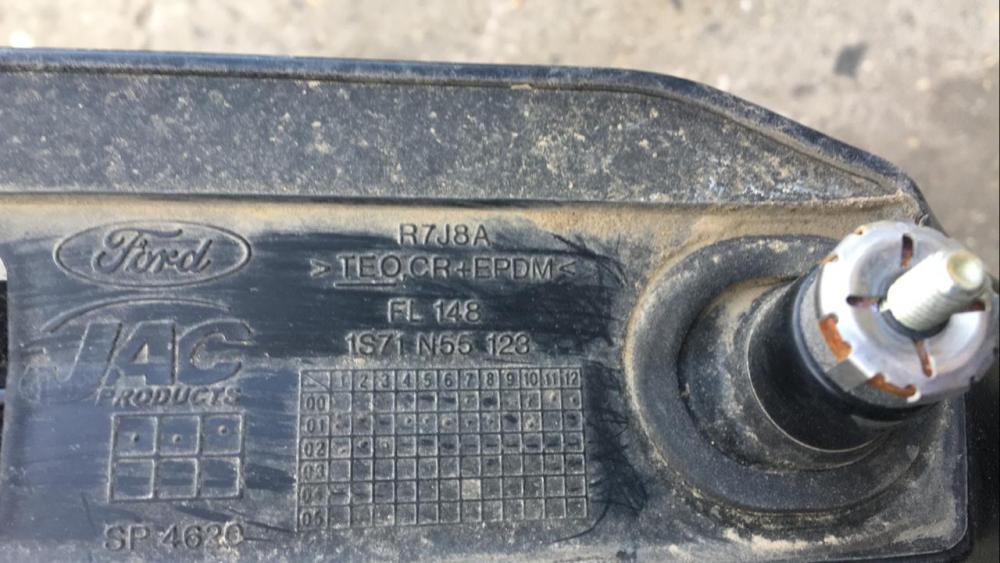 Ford
R7J8A
>TEO,CR+EPDM<
FL 148
1S71 N55 123
JAC
PRODUCTS
1 2 3 4 5 6 7 8 9 10 11 12
00
01
02
03
04
05
SP 4620